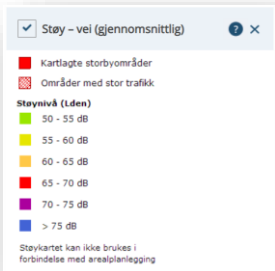 Støy – vei (gjennomsnittlig)
Kartlagte storbyområder
Områder med stor trafikk
Støynivå (Lden)
50 - 55 dB
55 - 60 dB
60 - 65 dB
65 - 70 dB
70 - 75 dB
> 75 dB
Støykartet kan ikke brukes i
forbindelse med arealplanlegging